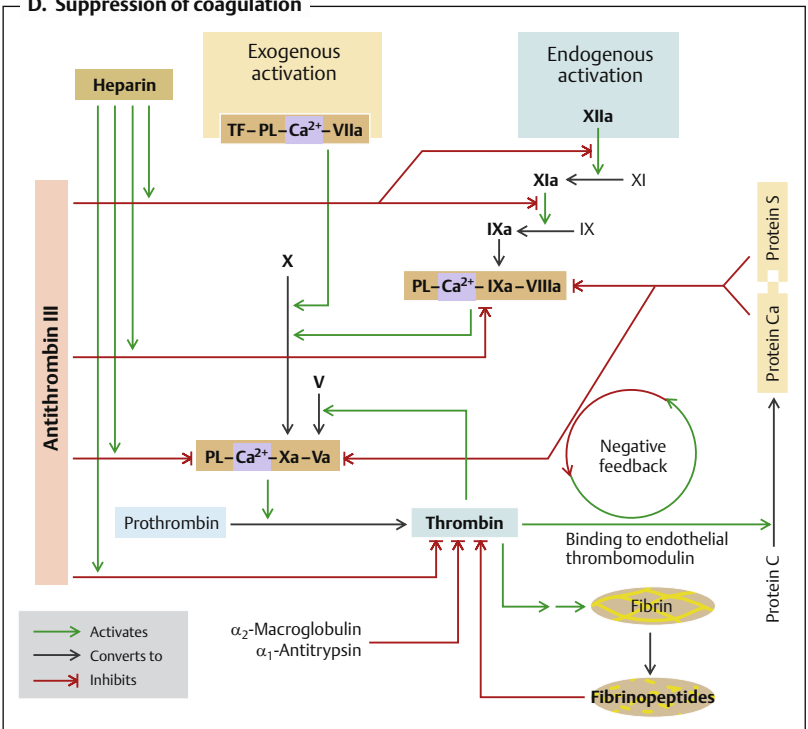 D. Suppression of coagulation
Exogenous
activation
Endogenous
activation
Heparin
TF–PL–Ca²⁺–VIIa
XIIa
XIa
XI
IXa
IX
X
PL–Ca²⁺–IXa–VIIIa
Protein S
Protein Ca
Antithrombin III
V
PL–Ca²⁺–Xa–Va
Negative
feedback
Prothrombin
Thrombin
Binding to endothelial
thrombomodulin
Protein C
Fibrin
Activates
Converts to
Inhibits
α₂-Macroglobulin
α₁-Antitrypsin
Fibrinopeptides